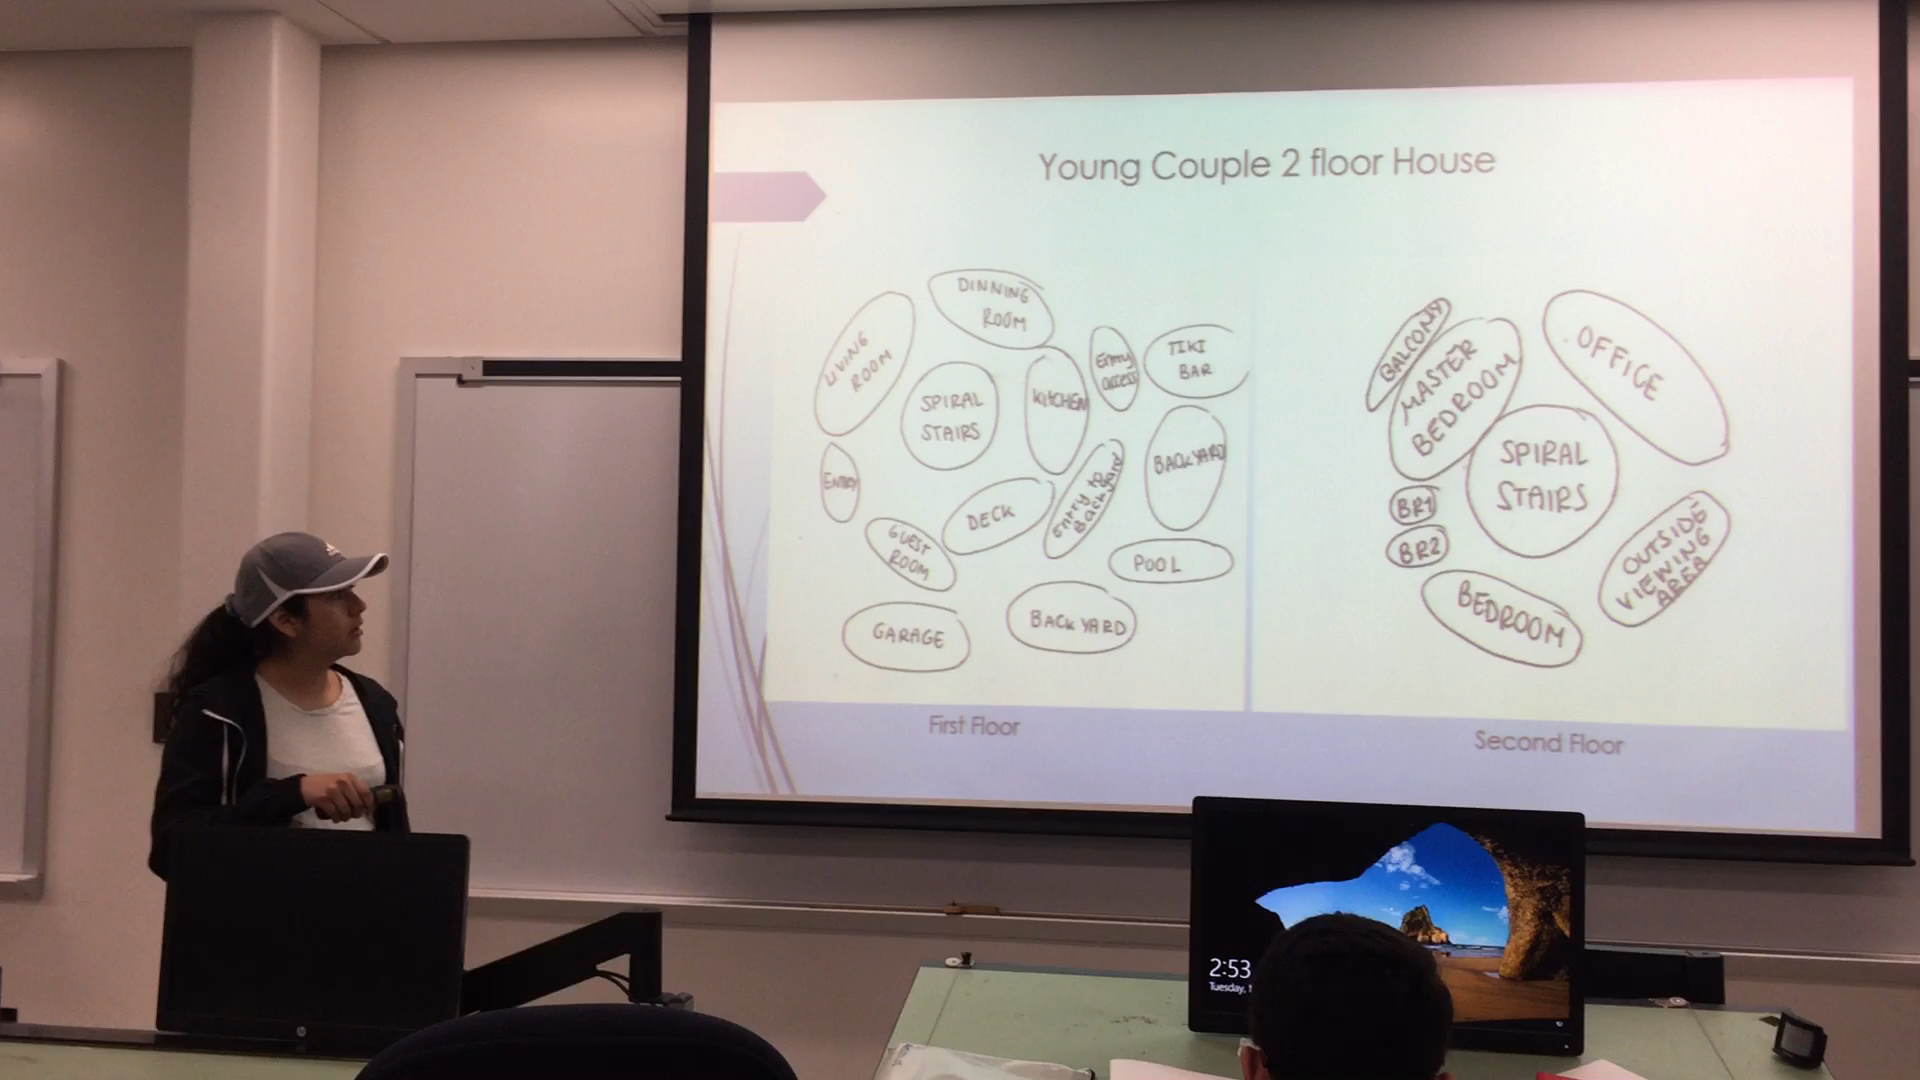 Young Couple 2 floor House
DINNING
ROOM
LIVING
ROOM
SPIRAL
STAIRS
KITCHEN
Entry
access
TIKI
BAR
BACKYARD
ENTRY
DECK
Entry to
Backyard
GUEST
ROOM
POOL
GARAGE
BACKYARD
First Floor
BALCONY
MASTER
BEDROOM
OFFICE
SPIRAL
STAIRS
BR1
BR2
OUTSIDE
VIEWING
AREA
BEDROOM
Second Floor
2:53
Tuesday,
hp